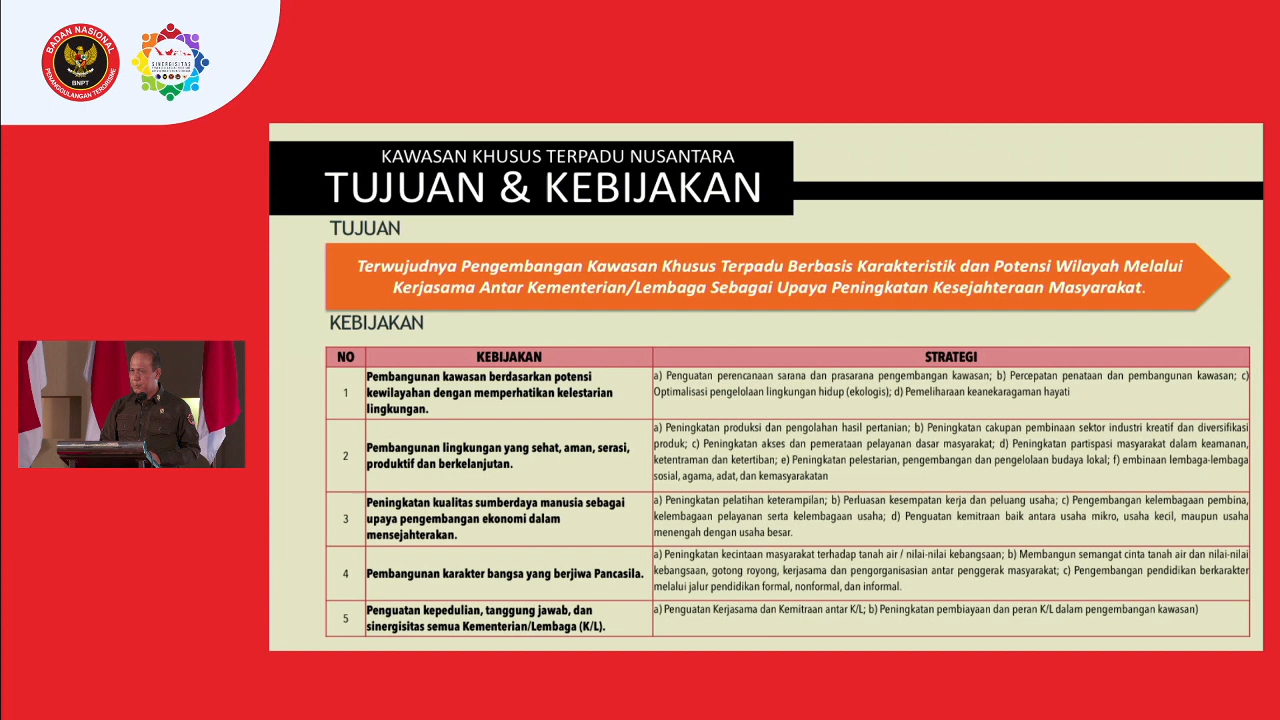 BADAN NASIONAL
BNPT
PENANGGULANGAN TERORISME
SINERGISITAS
KAWASAN KHUSUS TERPADU NUSANTARA
TUJUAN & KEBIJAKAN
TUJUAN
Terwujudnya Pengembangan Kawasan Khusus Terpadu Berbasis Karakteristik dan Potensi Wilayah Melalui
Kerjasama Antar Kementerian/Lembaga Sebagai Upaya Peningkatan Kesejahteraan Masyarakat.
KEBIJAKAN
NO KEBIJAKAN STRATEGI
1
Pembangunan kawasan berdasarkan potensi
kewilayahan dengan memperhatikan kelestarian
lingkungan.
a) Penguatan perencanaan sarana dan prasarana pengembangan kawasan; b) Percepatan penataan dan pembangunan kawasan; c)
Optimalisasi pengelolaan lingkungan hidup (ekologis); d) Pemeliharaan keanekaragaman hayati
2
Pembangunan lingkungan yang sehat, aman, serasi,
produktif dan berkelanjutan.
a) Peningkatan produksi dan pengolahan hasil pertanian; b) Peningkatan cakupan pembinaan sektor industri kreatif dan diversifikasi
produk; c) Peningkatan akses dan pemerataan pelayanan dasar masyarakat; d) Peningkatan partispasi masyarakat dalam keamanan,
ketentraman dan ketertiban; e) Peningkatan pelestarian, pengembangan dan pengelolaan budaya lokal; f) embinaan lembaga-lembaga
sosial, agama, adat, dan kemasyarakatan
3
Peningkatan kualitas sumberdaya manusia sebagai
upaya pengembangan ekonomi dalam
mensejahterakan.
a) Peningkatan pelatihan keterampilan; b) Perluasan kesempatan kerja dan peluang usaha; c) Pengembangan kelembagaan pembina,
kelembagaan pelayanan serta kelembagaan usaha; d) Penguatan kemitraan baik antara usaha mikro, usaha kecil, maupun usaha
menengah dengan usaha besar.
4
Pembangunan karakter bangsa yang berjiwa Pancasila.
a) Peningkatan kecintaan masyarakat terhadap tanah air / nilai-nilai kebangsaan; b) Membangun semangat cinta tanah air dan nilai-nilai
kebangsaan, gotong royong, kerjasama dan pengorganisasian antar penggerak masyarakat; c) Pengembangan pendidikan berkarakter
melalui jalur pendidikan formal, nonformal, dan informal.
5
Penguatan kepedulian, tanggung jawab, dan
sinergisitas semua Kementerian/Lembaga (K/L).
a) Penguatan Kerjasama dan Kemitraan antar K/L; b) Peningkatan pembiayaan dan peran K/L dalam pengembangan kawasan)